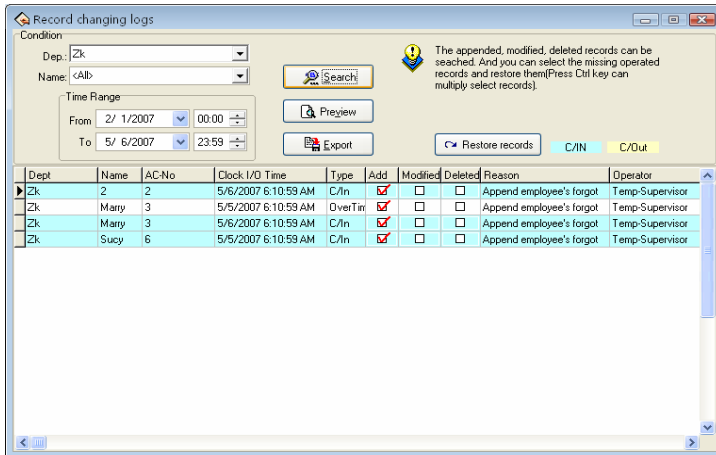 Record changing logs
Condition
Dep.: Zk
Name: <All>
Time Range
From 2/ 1/2007 00:00
To 5/ 6/2007 23:59
Search
Preview
Export
The appended, modified, deleted records can be
seached. And you can select the missing operated
records and restore them(Press Ctrl key can
multiply select records).
Restore records C/IN C/Out
Dept Name AC-No Clock I/O Time Type Add Modified Deleted Reason Operator
Zk 2 2 5/6/2007 6:10:59 AM C/In Append employee's forgot Temp-Supervisor
Zk Marry 3 5/5/2007 6:10:59 AM OverTim Append employee's forgot Temp-Supervisor
Zk Marry 3 5/6/2007 6:10:59 AM C/In Append employee's forgot Temp-Supervisor
Zk Sucy 6 5/5/2007 6:10:59 AM C/In Append employee's forgot Temp-Supervisor